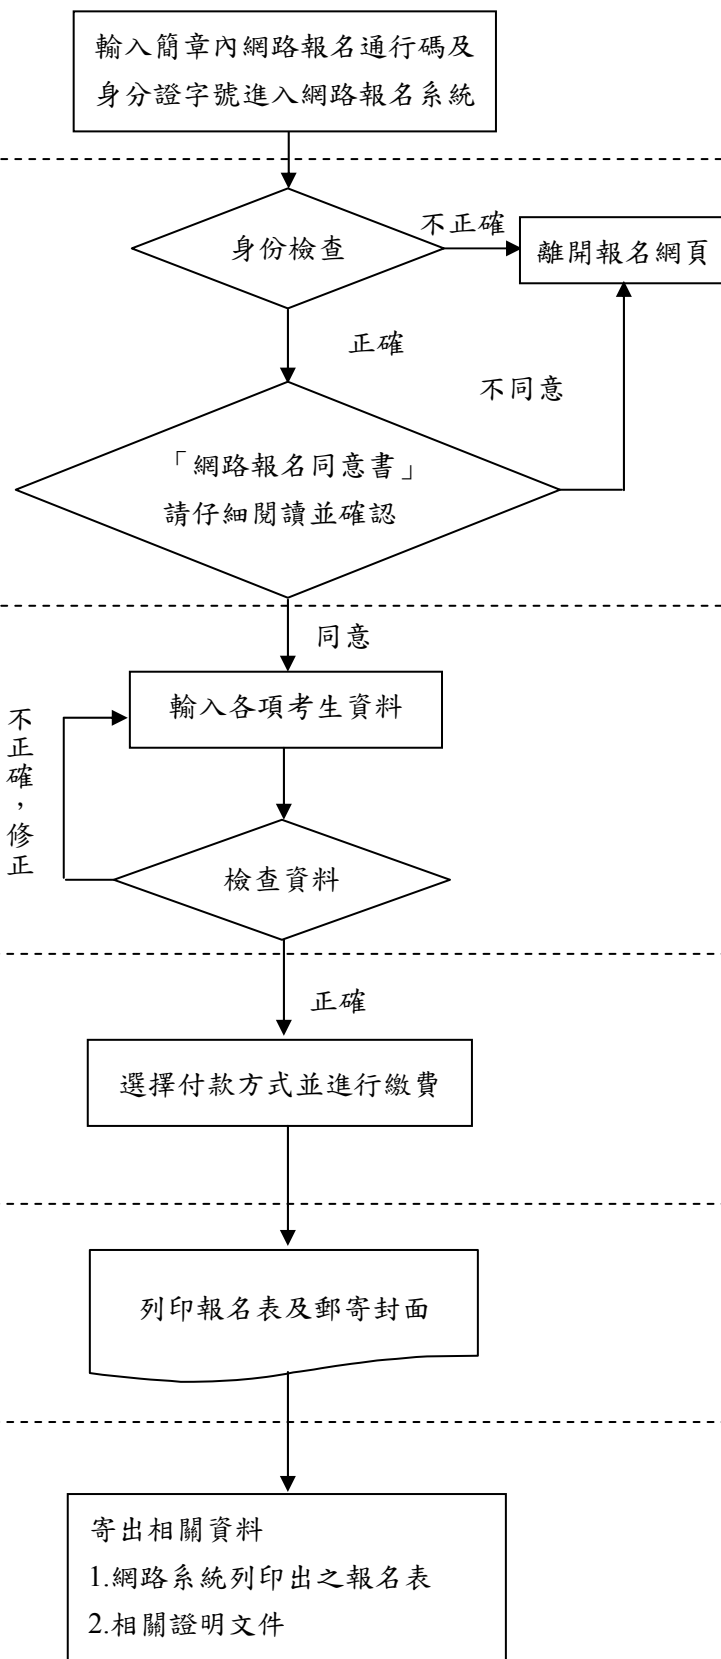 輸入簡章內網路報名通行碼及
身分證字號進入網路報名系統
身份檢查
不正確
離開報名網頁
正確
不同意
「網路報名同意書」
請仔細閱讀並確認
同意
輸入各項考生資料
不正確，修正
檢查資料
正確
選擇付款方式並進行繳費
列印報名表及郵寄封面
寄出相關資料
1.網路系統列印出之報名表
2.相關證明文件